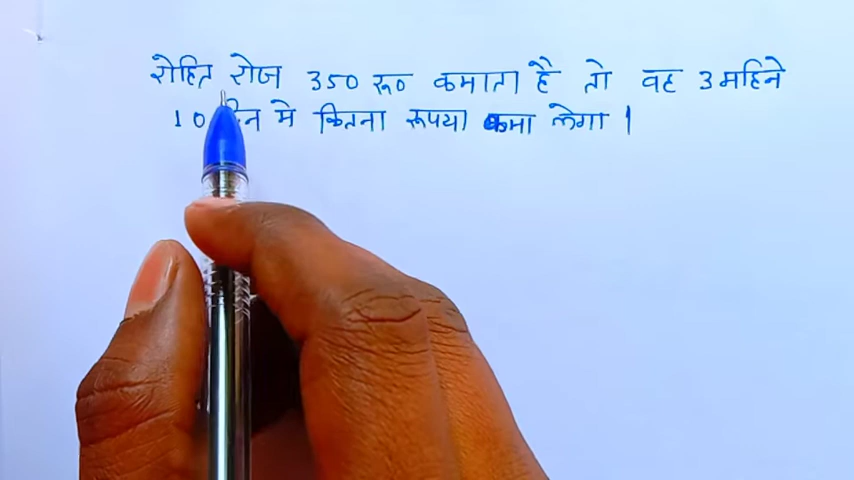 रोहित रोज 350 रू० कमाता है तो वह 3 महिने
10 दिन मे कितना रूपया कमा लेगा |